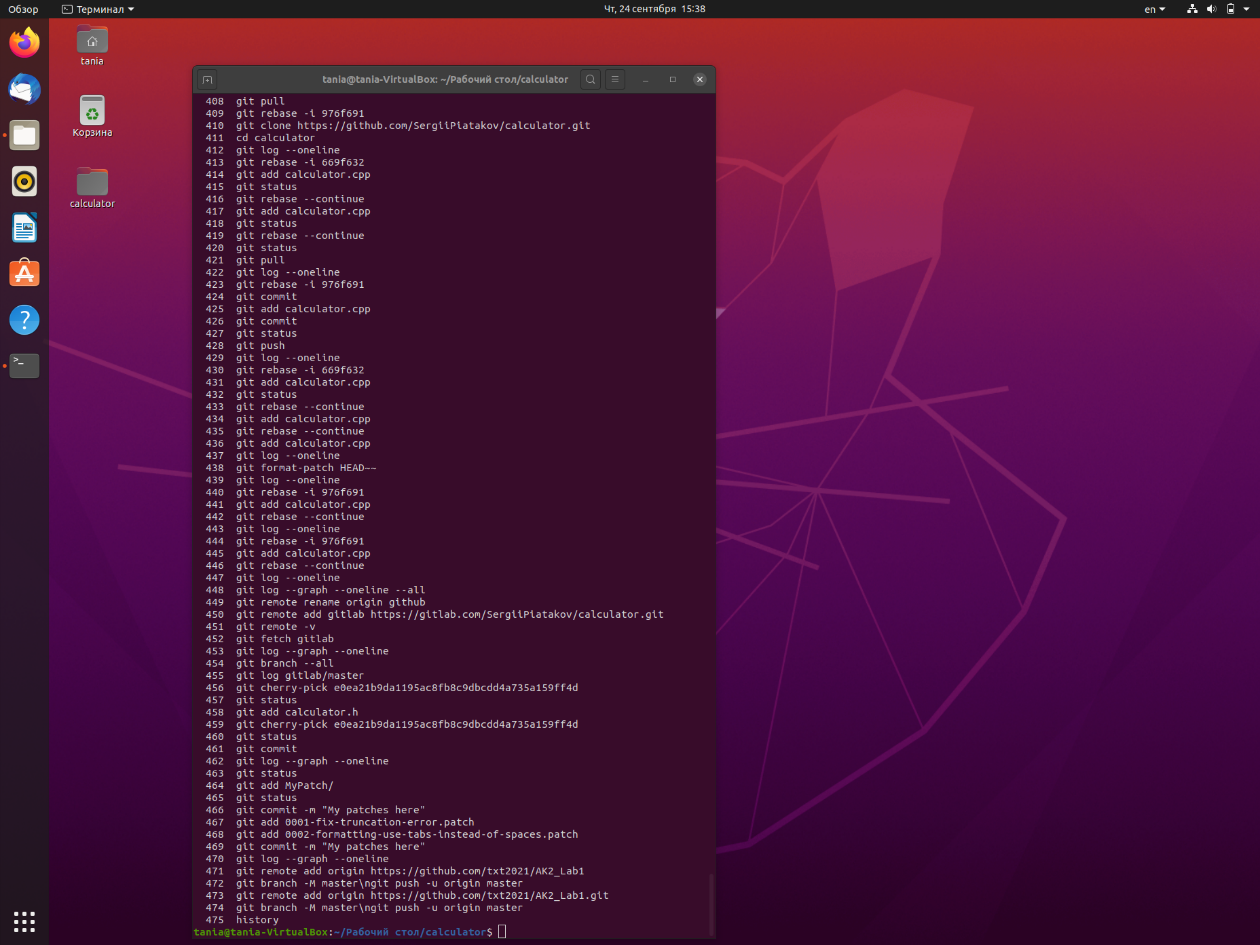 Обзор
Терминал
Чт, 24 сентября 15:38
en
tania
Корзина
calculator
tania@tania-VirtualBox: ~/Рабочий стол/calculator
408 git pull
409 git rebase -i 976f691
410 git clone https://github.com/SergiiPiatakov/calculator.git
411 cd calculator
412 git log --oneline
413 git rebase -i 669f632
414 git add calculator.cpp
415 git status
416 git rebase --continue
417 git add calculator.cpp
418 git status
419 git rebase --continue
420 git status
421 git pull
422 git log --oneline
423 git rebase -i 976f691
424 git commit
425 git add calculator.cpp
426 git commit
427 git status
428 git push
429 git log --oneline
430 git rebase -i 669f632
431 git add calculator.cpp
432 git status
433 git rebase --continue
434 git add calculator.cpp
435 git rebase --continue
436 git add calculator.cpp
437 git log --oneline
438 git format-patch HEAD~~
439 git log --oneline
440 git rebase -i 976f691
441 git add calculator.cpp
442 git rebase --continue
443 git log --oneline
444 git rebase -i 976f691
445 git add calculator.cpp
446 git rebase --continue
447 git log --oneline
448 git log --graph --oneline --all
449 git remote rename origin github
450 git remote add gitlab https://gitlab.com/SergiiPiatakov/calculator.git
451 git remote -v
452 git fetch gitlab
453 git log --graph --oneline
454 git branch --all
455 git log gitlab/master
456 git cherry-pick e0ea21b9da1195ac8fb8c9dbcdd4a735a159ff4d
457 git status
458 git add calculator.h
459 git cherry-pick e0ea21b9da1195ac8fb8c9dbcdd4a735a159ff4d
460 git status
461 git commit
462 git log --graph --oneline
463 git status
464 git add MyPatch/
465 git status
466 git commit -m "My patches here"
467 git add 0001-fix-truncation-error.patch
468 git add 0002-formatting-use-tabs-instead-of-spaces.patch
469 git commit -m "My patches here"
470 git log --graph --oneline
471 git remote add origin https://github.com/txt2021/AK2_Lab1
472 git branch -M master\ngit push -u origin master
473 git remote add origin https://github.com/txt2021/AK2_Lab1.git
474 git branch -M master\ngit push -u origin master
475 history
tania@tania-VirtualBox:~/Рабочий стол/calculator$